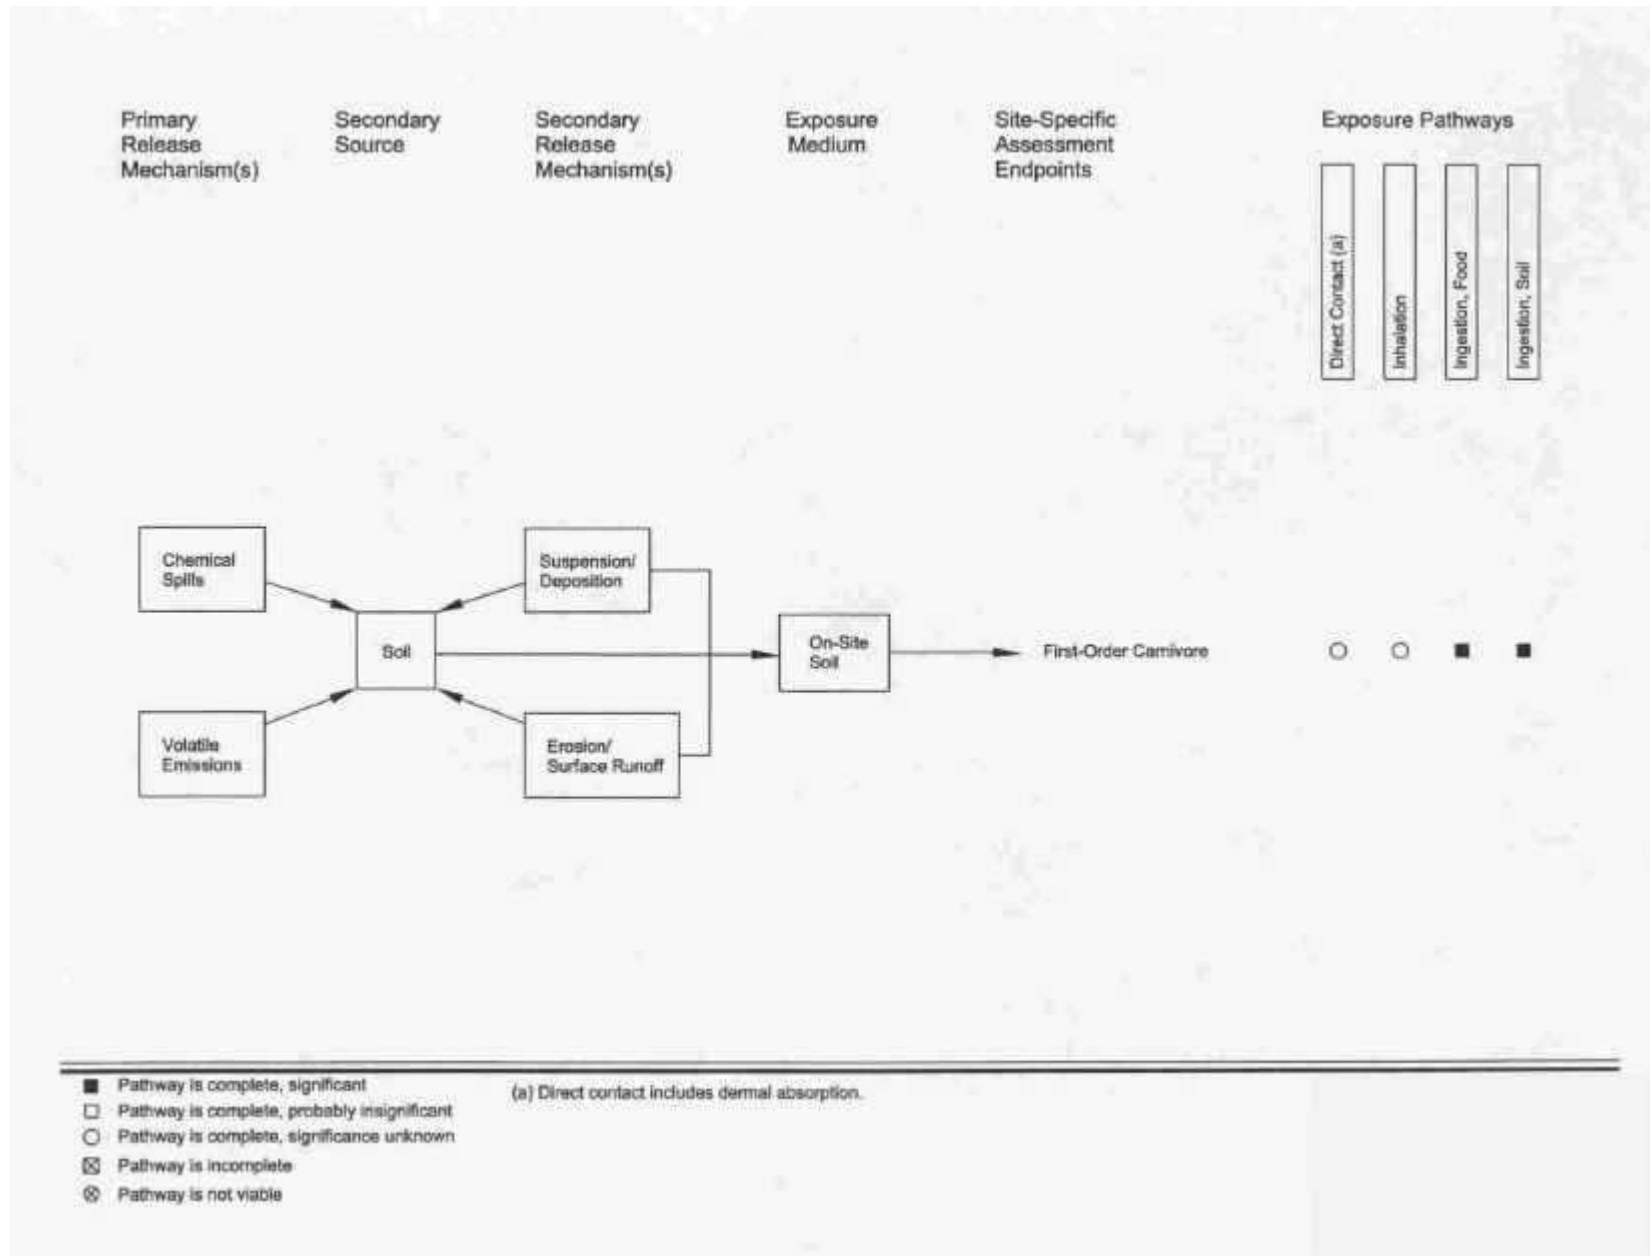 Primary
Release
Mechanism(s)
Secondary
Source
Secondary
Release
Mechanism(s)
Exposure
Medium
Site-Specific
Assessment
Endpoints
Exposure Pathways
Direct Contact (a)
Inhalation
Ingestion, Food
Ingestion, Soil
Chemical
Spills
Suspension/
Deposition
Soil
On-Site
Soil
First-Order Carnivore
Volatile
Emissions
Erosion/
Surface Runoff
Pathway is complete, significant
Pathway is complete, probably insignificant
Pathway is complete, significance unknown
Pathway is incomplete
Pathway is not viable
(a) Direct contact includes dermal absorption.